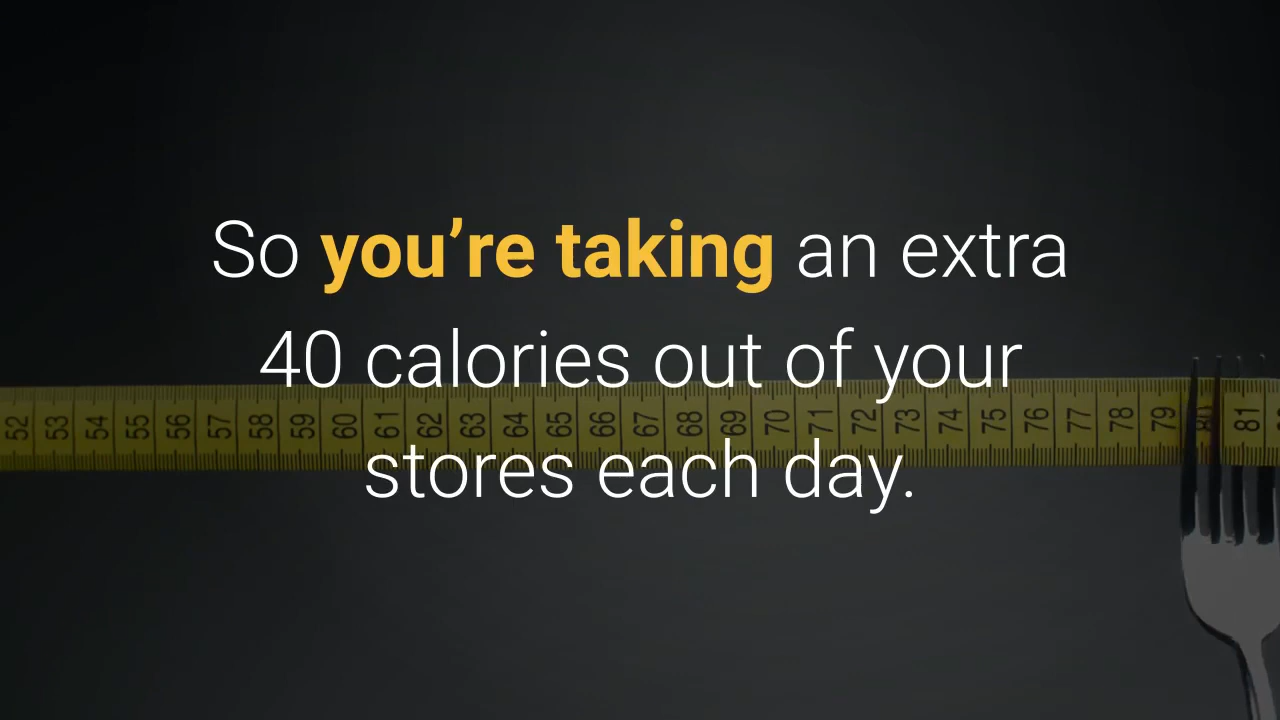 So you’re taking an extra
40 calories out of your
stores each day.
52 53 54 55 56 57 58 59 60 61 62 63 64 65 66 67 68 69 70 71 72 73 74 75 76 77 78 79 80 81